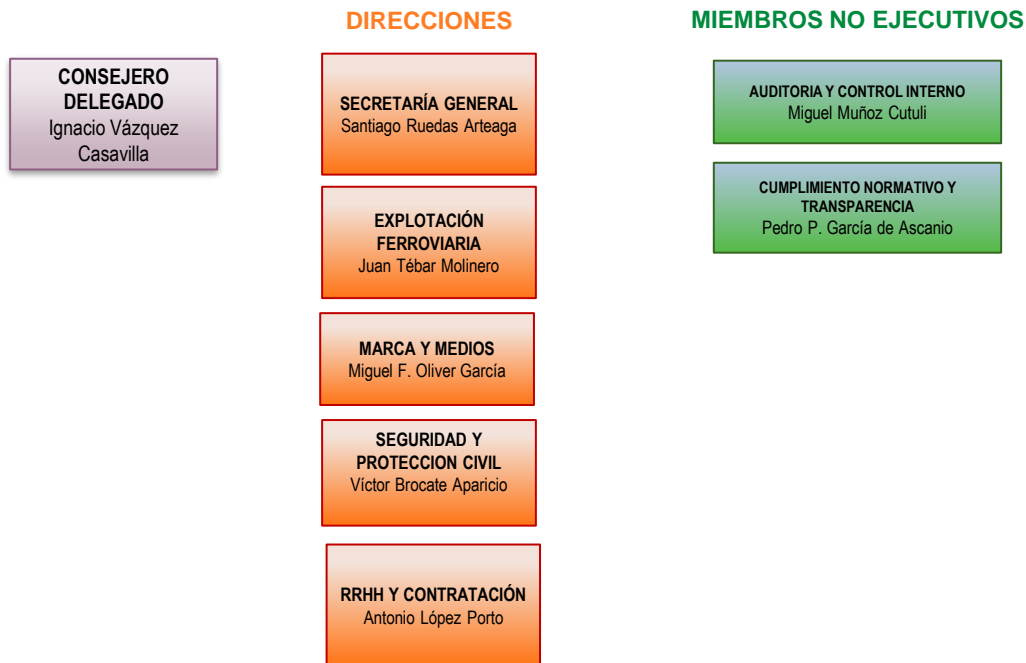 DIRECCIONES
MIEMBROS NO EJECUTIVOS
CONSEJERO
DELEGADO
Ignacio Vázquez
Casavilla
SECRETARÍA GENERAL
Santiago Ruedas Arteaga
EXPLOTACIÓN
FERROVIARIA
Juan Tébar Molinero
MARCA Y MEDIOS
Miguel F. Oliver García
SEGURIDAD Y
PROTECCION CIVIL
Víctor Brocate Aparicio
RRHH Y CONTRATACIÓN
Antonio López Porto
AUDITORIA Y CONTROL INTERNO
Miguel Muñoz Cutuli
CUMPLIMIENTO NORMATIVO Y
TRANSPARENCIA
Pedro P. García de Ascanio